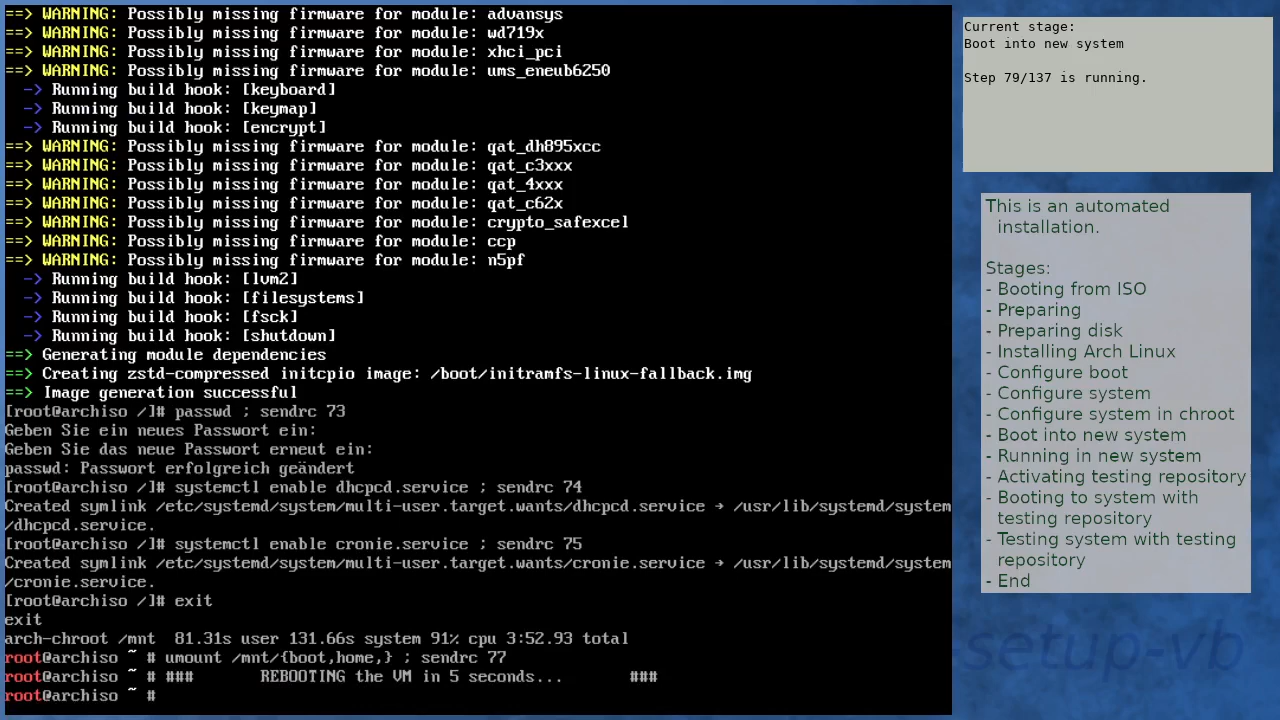 ==> WARNING: Possibly missing firmware for module: advansys
==> WARNING: Possibly missing firmware for module: wd719x
==> WARNING: Possibly missing firmware for module: xhci_pci
==> WARNING: Possibly missing firmware for module: ums_eneub6250
  -> Running build hook: [keyboard]
  -> Running build hook: [keymap]
  -> Running build hook: [encrypt]
==> WARNING: Possibly missing firmware for module: qat_dh895xcc
==> WARNING: Possibly missing firmware for module: qat_c3xxx
==> WARNING: Possibly missing firmware for module: qat_4xxx
==> WARNING: Possibly missing firmware for module: qat_c62x
==> WARNING: Possibly missing firmware for module: crypto_safexcel
==> WARNING: Possibly missing firmware for module: ccp
==> WARNING: Possibly missing firmware for module: n5pf
  -> Running build hook: [lvm2]
  -> Running build hook: [filesystems]
  -> Running build hook: [fsck]
  -> Running build hook: [shutdown]
==> Generating module dependencies
==> Creating zstd-compressed initcpio image: /boot/initramfs-linux-fallback.img
==> Image generation successful
[root@archiso /]# passwd ; sendrc 73
Geben Sie ein neues Passwort ein:
Geben Sie das neue Passwort erneut ein:
passwd: Passwort erfolgreich geändert
[root@archiso /]# systemctl enable dhcpcd.service ; sendrc 74
Created symlink /etc/systemd/system/multi-user.target.wants/dhcpcd.service → /usr/lib/systemd/system
/dhcpcd.service.
[root@archiso /]# systemctl enable cronie.service ; sendrc 75
Created symlink /etc/systemd/system/multi-user.target.wants/cronie.service → /usr/lib/systemd/system
/cronie.service.
[root@archiso /]# exit
exit
arch-chroot /mnt  81.31s user 131.66s system 91% cpu 3:52.93 total
root@archiso ~ # umount /mnt/{boot,home,} ; sendrc 77
root@archiso ~ # ###       REBOOTING the VM in 5 seconds...       ###
root@archiso ~ #
Current stage:
Boot into new system
Step 79/137 is running.
This is an automated
installation.
Stages:
- Booting from ISO
- Preparing
- Preparing disk
- Installing Arch Linux
- Configure boot
- Configure system
- Configure system in chroot
- Boot into new system
- Running in new system
- Activating testing repository
- Booting to system with
testing repository
- Testing system with testing
repository
- End
-setup-vb